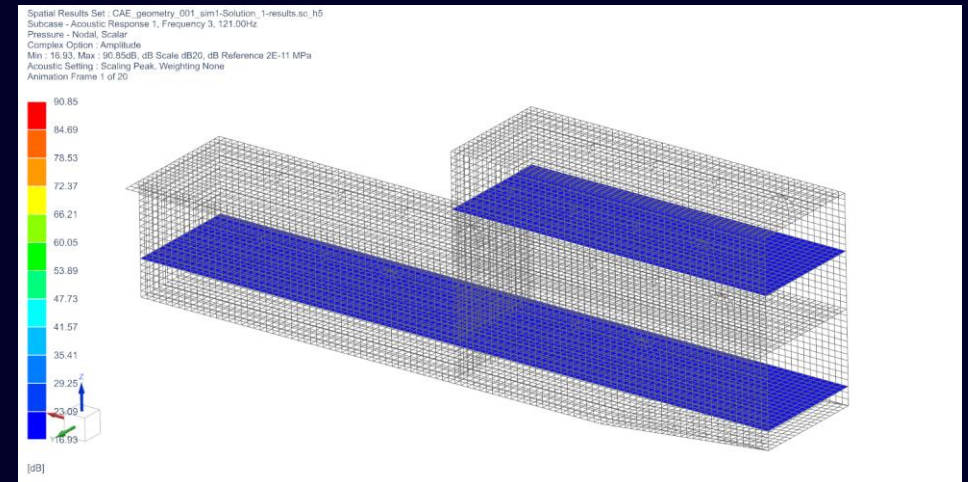 Spatial Results Set : CAE_geometry_001_sim1-Solution_1-results.sc_h5
Subcase - Acoustic Response 1, Frequency 3, 121.00Hz
Pressure - Nodal, Scalar
Complex Option : Amplitude
Min : 16.93, Max : 90.85dB, dB Scale dB20, dB Reference 2E-11 MPa
Acoustic Setting : Scaling Peak, Weighting None
Animation Frame 1 of 20
90.85
84.69
78.53
72.37
66.21
60.05
53.89
47.73
41.57
35.41
29.25
Z
23.09
Y
16.93
[dB]